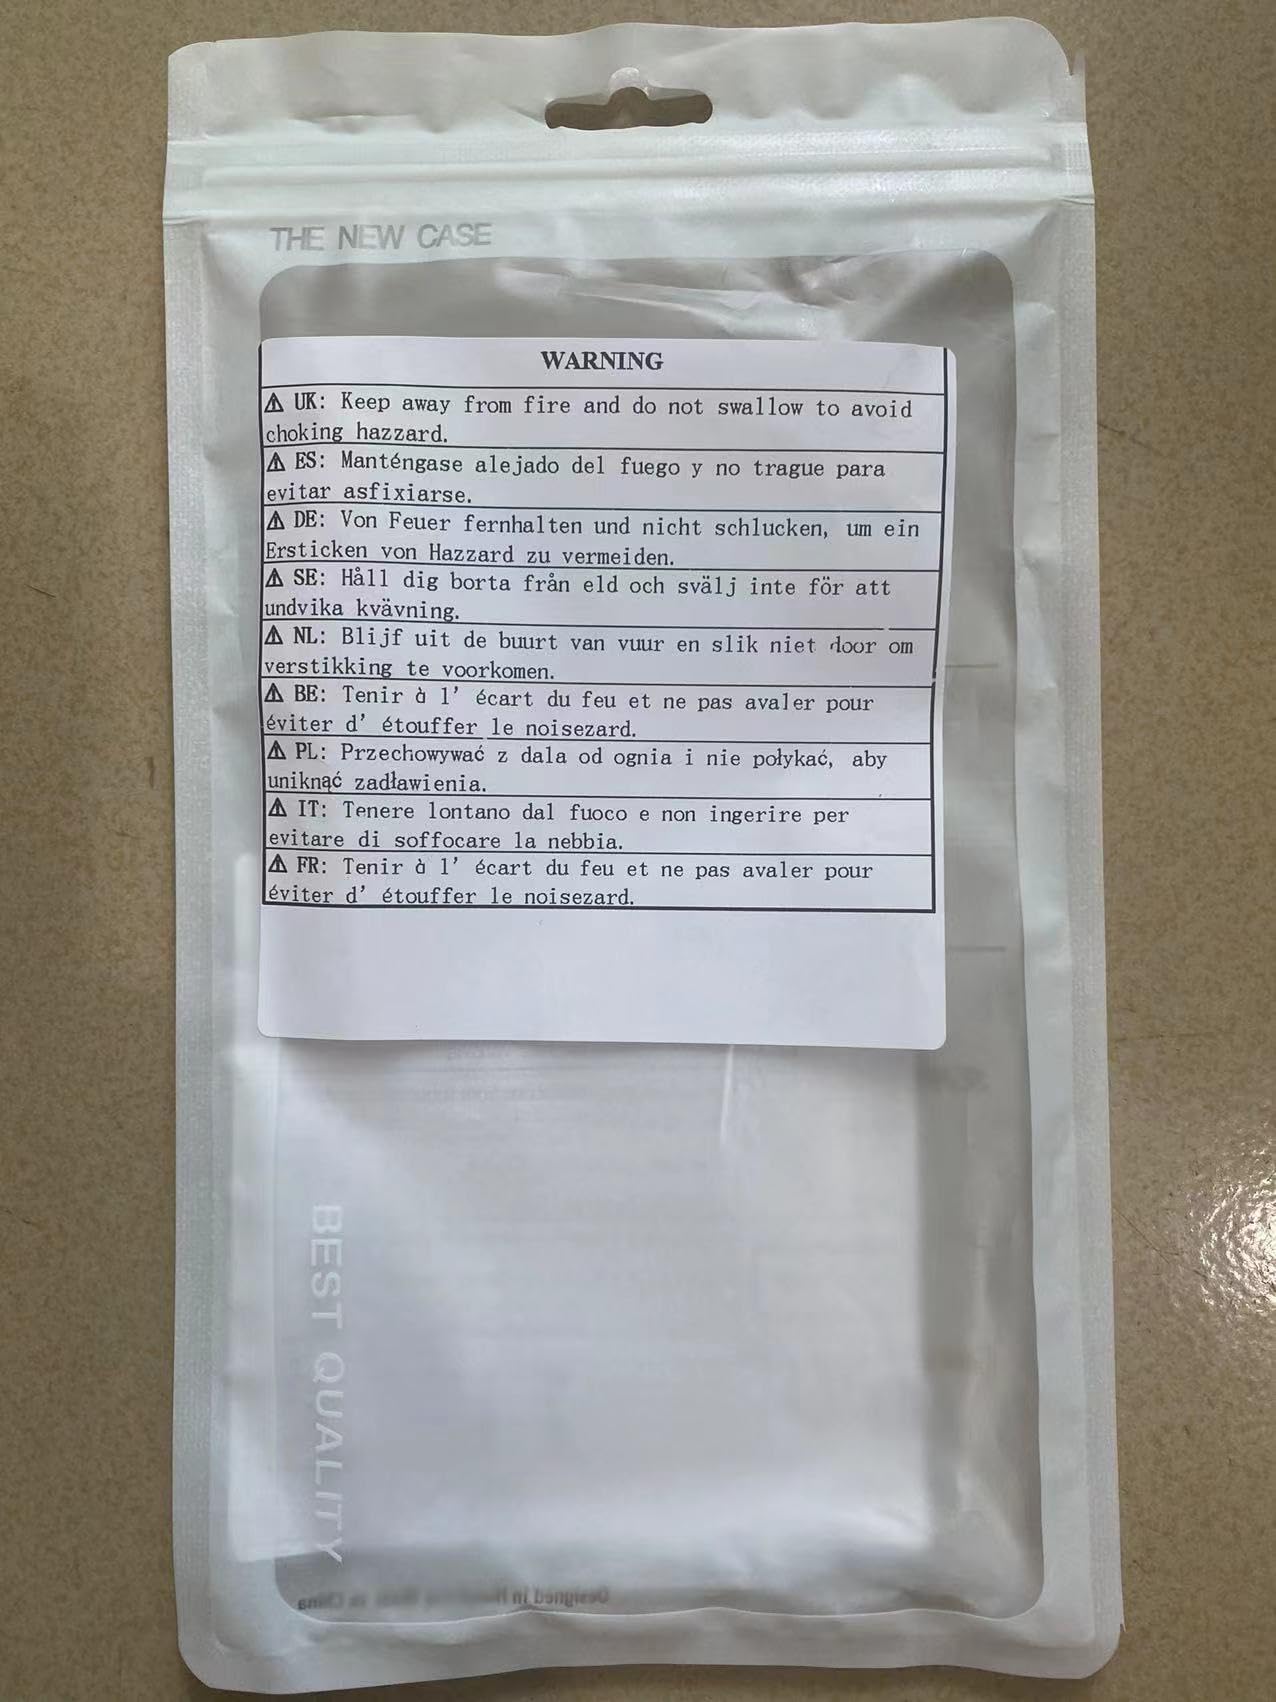 THE NEW CASE
WARNING
⚠ UK: Keep away from fire and do not swallow to avoid
choking hazzard.
⚠ ES: Manténgase alejado del fuego y no trague para
evitar asfixiarse.
⚠ DE: Von Feuer fernhalten und nicht schlucken, um ein
Ersticken von Hazzard zu vermeiden.
⚠ SE: Håll dig borta från eld och svälj inte för att
undvika kvävning.
⚠ NL: Blijf uit de buurt van vuur en slik niet door om
verstikking te voorkomen.
⚠ BE: Tenir à l' écart du feu et ne pas avaler pour
éviter d' étouffer le noisezard.
⚠ PL: Przechowywać z dala od ognia i nie połykać, aby
uniknąć zadławienia.
⚠ IT: Tenere lontano dal fuoco e non ingerire per
evitare di soffocare la nebbia.
⚠ FR: Tenir à l' écart du feu et ne pas avaler pour
éviter d' étouffer le noisezard.
BEST QUALITY
Designed in in China